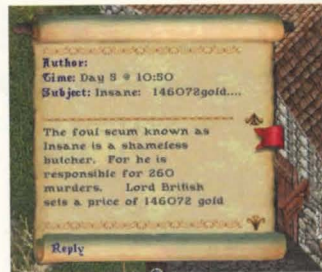 Author:
Time: Day 5 @ 10:50
Subject: Insane: 146072gold....
The foul scum known as
Insane is a shameless
butcher. For he is
responsible for 260
murders. Lord British
sets a price of 146072 gold
Reply